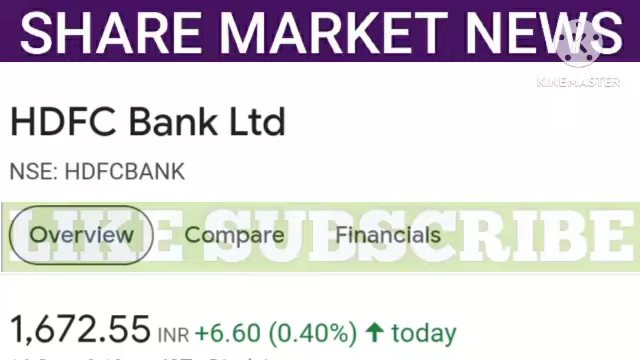 SHARE MARKET NEWS
KINEMASTER
HDFC Bank Ltd
NSE: HDFCBANK
LIKE SUBSCRIBE
Overview Compare Financials
1,672.55 INR +6.60 (0.40%) ↑ today